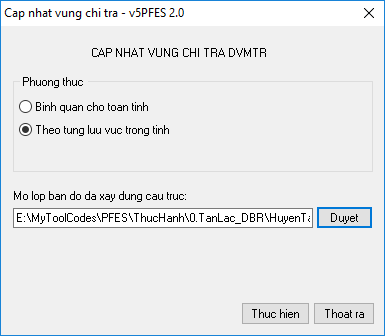 Cap nhat vung chi tra - v5PFES 2.0
CAP NHAT VUNG CHI TRA DVMTR
Phuong thuc
Binh quan cho toan tinh
Theo tung luu vuc trong tinh
Mo lop ban do da xay dung cau truc:
E:\MyToolCodes\PFES\ThucHanh\0.TanLac_DBR\HuyenTa
Duyet
Thuc hien
Thoat ra